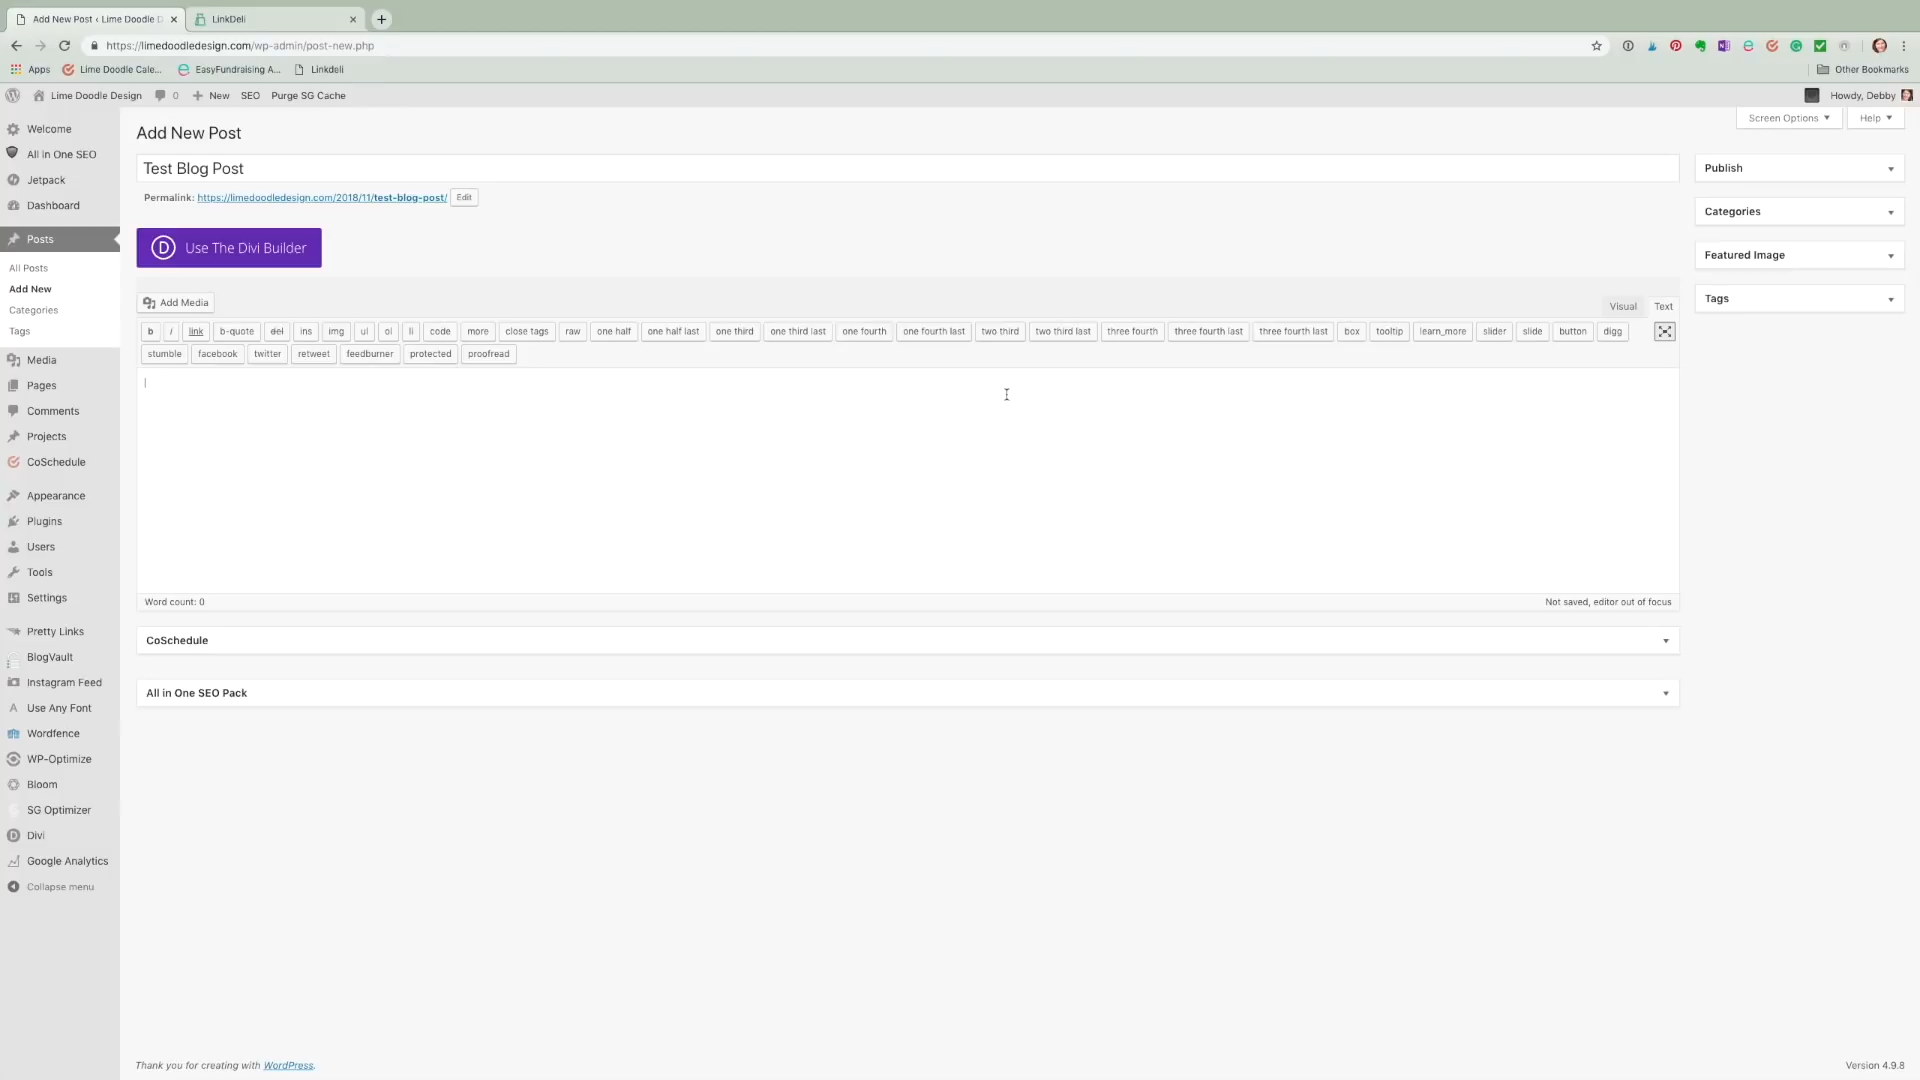 Add New Post ‹ Lime Doodle D
LinkDeli
https://limedoodledesign.com/wp-admin/post-new.php
Apps
Lime Doodle Cale...
EasyFundraising A...
Linkdeli
Other Bookmarks
Lime Doodle Design
0
New
SEO
Purge SG Cache
Howdy, Debby
Welcome
All In One SEO
Jetpack
Dashboard
Posts
All Posts
Add New
Categories
Tags
Media
Pages
Comments
Projects
CoSchedule
Appearance
Plugins
Users
Tools
Settings
Pretty Links
BlogVault
Instagram Feed
Use Any Font
Wordfence
WP-Optimize
Bloom
SG Optimizer
Divi
Google Analytics
Collapse menu
Screen Options
Help
Add New Post
Test Blog Post
Permalink: https://limedoodledesign.com/2018/11/test-blog-post/ Edit
D Use The Divi Builder
Add Media
Visual
Text
b i link b-quote del ins img ul ol li code more close tags raw one half one half last one third one third last one fourth one fourth last two third two third last three fourth three fourth last three fourth last box tooltip learn_more slider slide button digg
stumble facebook twitter retweet feedburner protected proofread
Word count: 0
Not saved, editor out of focus
CoSchedule
All in One SEO Pack
Publish
Categories
Featured Image
Tags
Thank you for creating with WordPress.
Version 4.9.8